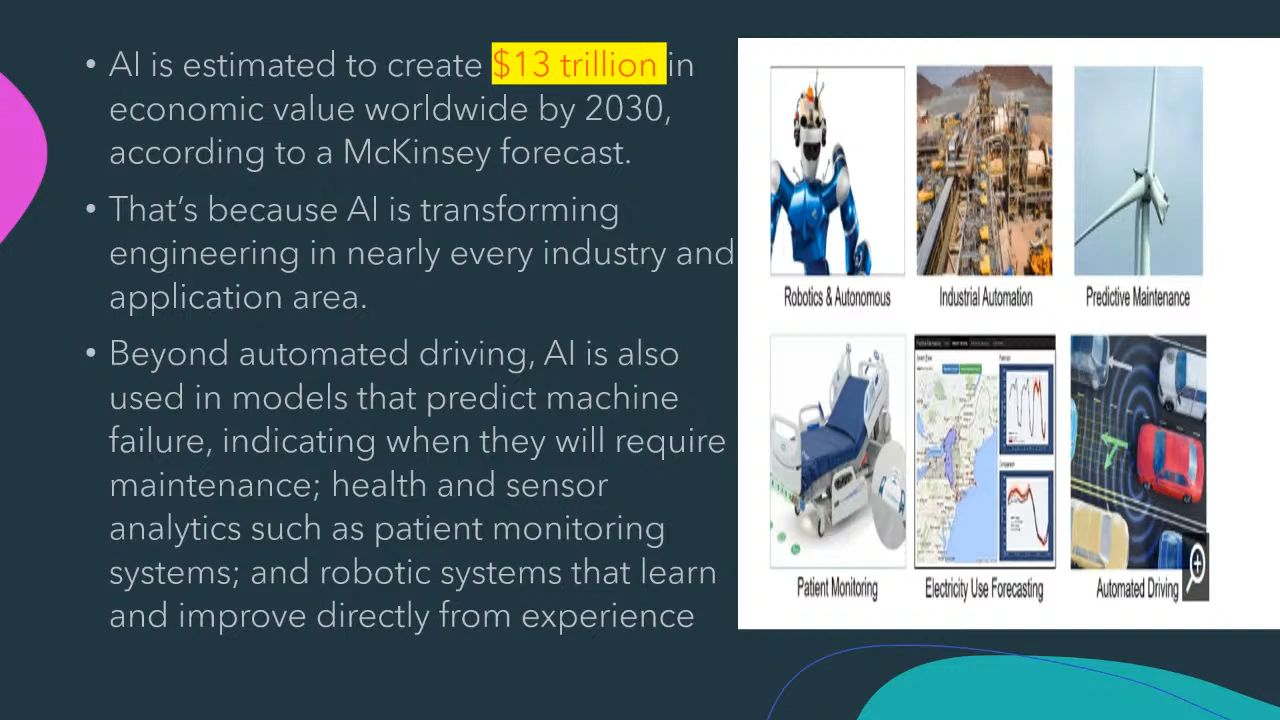 • AI is estimated to create $13 trillion in
economic value worldwide by 2030,
according to a McKinsey forecast.
• That’s because AI is transforming
engineering in nearly every industry and
application area.
• Beyond automated driving, AI is also
used in models that predict machine
failure, indicating when they will require
maintenance; health and sensor
analytics such as patient monitoring
systems; and robotic systems that learn
and improve directly from experience
Robotics & Autonomous
Industrial Automation
Predictive Maintenance
Patient Monitoring
Electricity Use Forecasting
Automated Driving